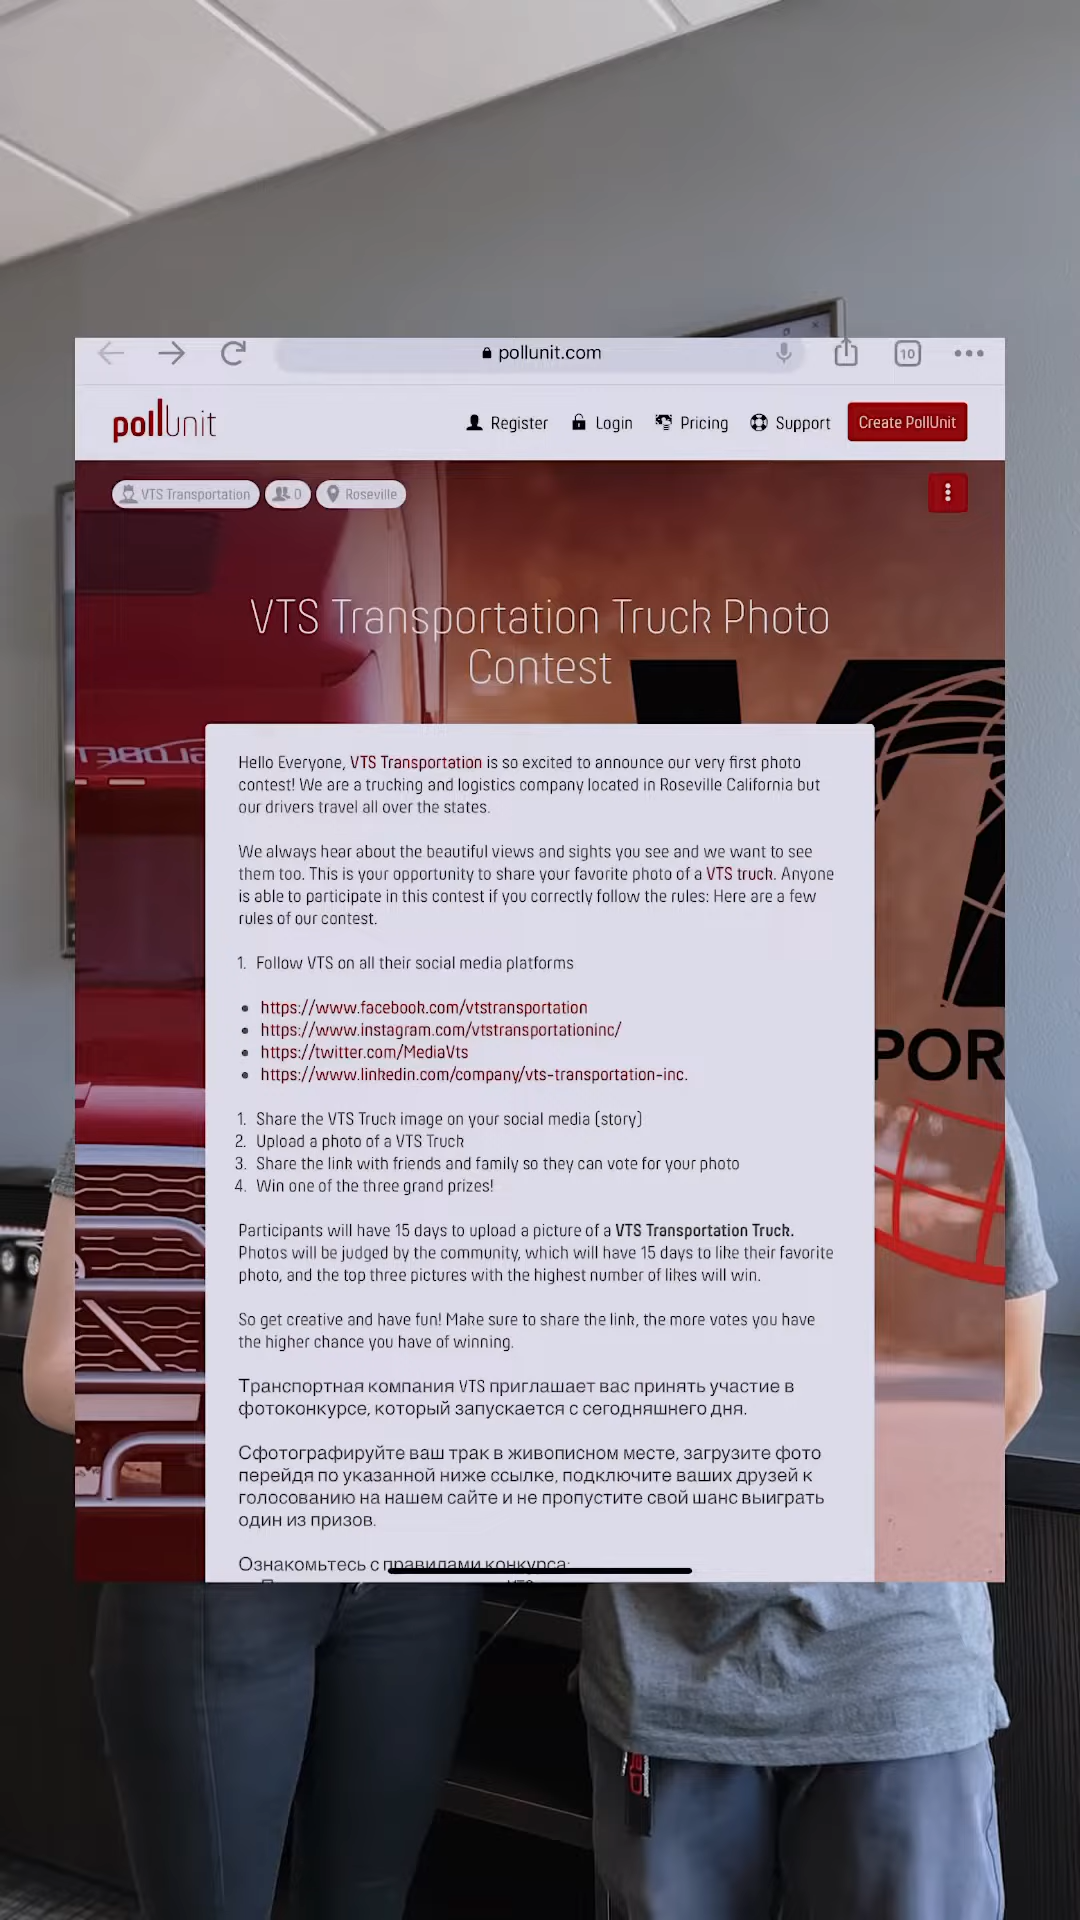 pollunit.com
10
pollunit
Register
Login
Pricing
Support
Create PollUnit
VTS Transportation
0
Roseville
VTS Transportation Truck Photo
Contest
Hello Everyone, VTS Transportation is so excited to announce our very first photo
contest! We are a trucking and logistics company located in Roseville California but
our drivers travel all over the states.
We always hear about the beautiful views and sights you see and we want to see
them too. This is your opportunity to share your favorite photo of a VTS truck. Anyone
is able to participate in this contest if you correctly follow the rules: Here are a few
rules of our contest.
1. Follow VTS on all their social media platforms
• https://www.facebook.com/vtstransportation
• https://www.instagram.com/vtstransportationinc/
• https://twitter.com/MediaVts
• https://www.linkedin.com/company/vts-transportation-inc.
1. Share the VTS Truck image on your social media (story)
2. Upload a photo of a VTS Truck
3. Share the link with friends and family so they can vote for your photo
4. Win one of the three grand prizes!
Participants will have 15 days to upload a picture of a VTS Transportation Truck.
Photos will be judged by the community, which will have 15 days to like their favorite
photo, and the top three pictures with the highest number of likes will win.
So get creative and have fun! Make sure to share the link, the more votes you have
the higher chance you have of winning.
Транспортная компания VTS приглашает вас принять участие в
фотоконкурсе, который запускается с сегодняшнего дня.
Сфотографируйте ваш трак в живописном месте, загрузите фото
перейдя по указанной ниже ссылке, подключите ваших друзей к
голосованию на нашем сайте и не пропустите свой шанс выиграть
один из призов.
Ознакомьтесь с правилами конкурса:
POR